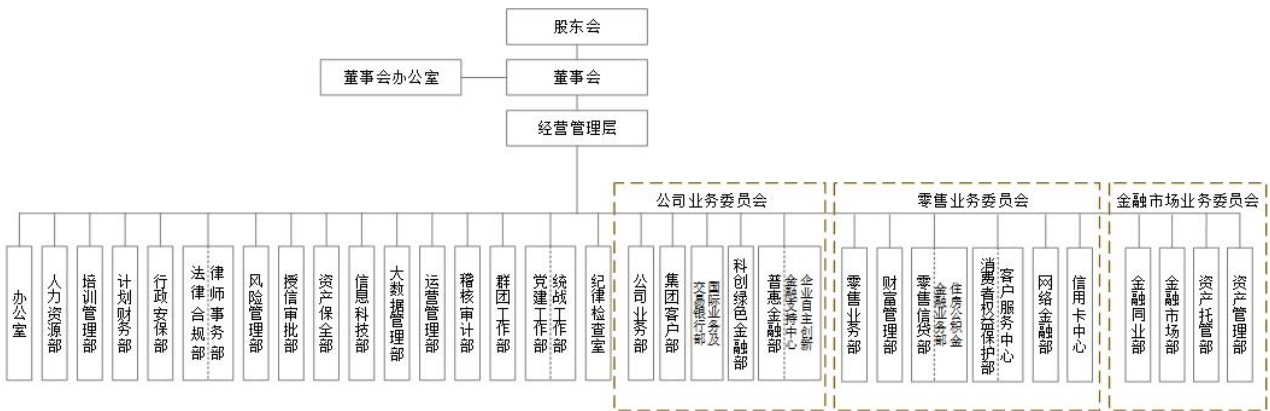 股东会
董事会办公室
董事会
经营管理层
公司业务委员会
零售业务委员会
金融市场业务委员会
办公室
人力资源部
培训管理部
计划财务部
行政安保部
法律合规部
律师事务部
风险管理部
授信审批部
资产保全部
信息科技部
大数据管理部
运营管理部
稽核审计部
群团工作部
党建工作部
统战工作部
纪律检查室
公司业务部
集团客户部
国际业务及
交易银行部
科创绿色金融部
普惠金融部
企业自主创新
金融支持中心
零售业务部
财富管理部
零售信贷部
住房公积金
金融业务部
消费者权益保护部
客户服务中心
网络金融部
信用卡中心
金融同业部
金融市场部
资产托管部
资产管理部